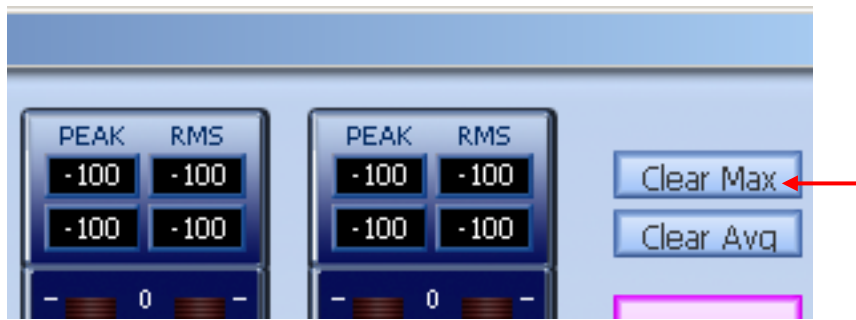 PEAK RMS PEAK RMS
-100 -100 -100 -100 Clear Max
-100 -100 -100 -100 Clear Avg
- 0 - - 0 -